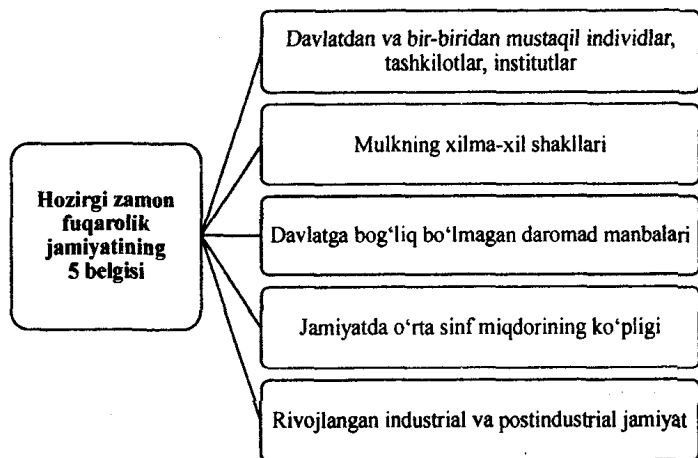 Hozirgi zamon
fuqarolik
jamiyatining
5 belgisi
Davlatdan va bir-biridan mustaqil individlar,
tashkilotlar, institutlar
Mulkning xilma-xil shakllari
Davlatga bog‘liq bo‘lmagan daromad manbalari
Jamiyatda o‘rta sinf miqdorining ko‘pligi
Rivojlangan industrial va postindustrial jamiyat